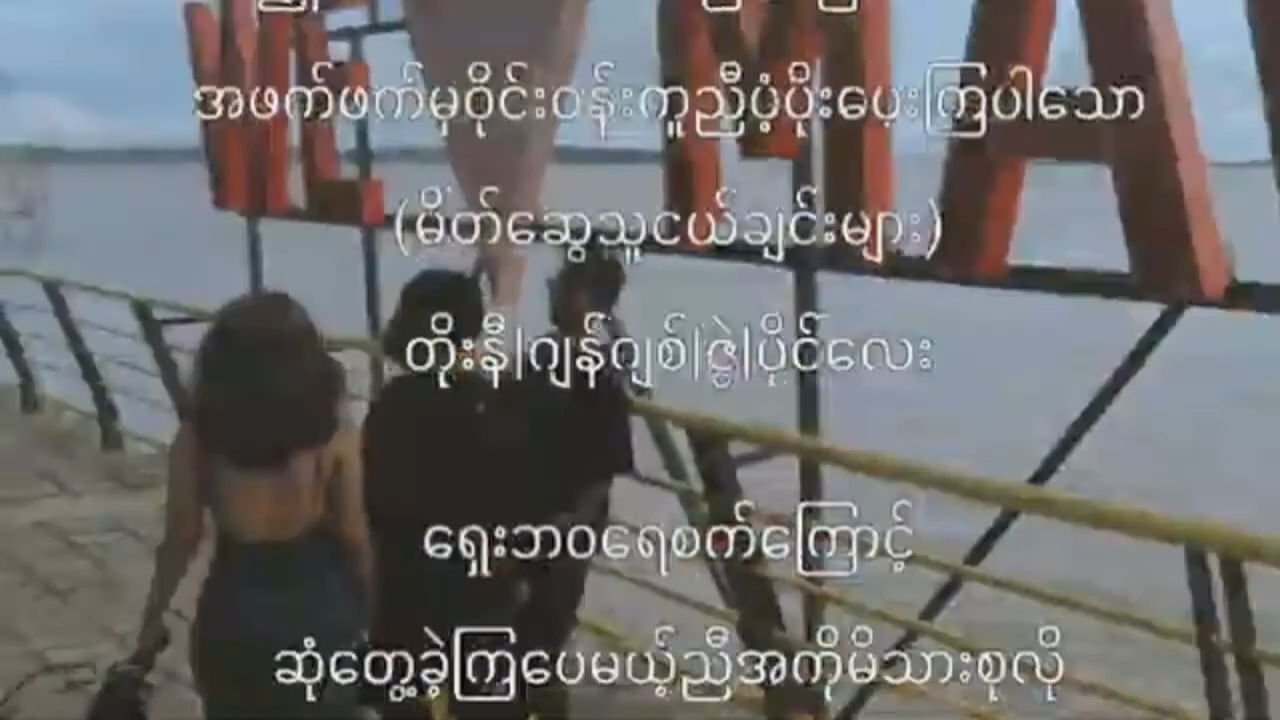 အဖက်ဖက်မှဝိုင်းဝန်းကူညီပံ့ပိုးပေးကြပါသော
(မိတ်ဆွေသူငယ်ချင်းများ)
တိုးနီ|ဂျန်ဂျစ်|ဇွဲ|ပိုင်လေး
ရှေးဘဝရေစက်ကြောင့်
ဆုံတွေ့ခဲ့ကြပေမယ့်ညီအကိုမိသားစုလို
WE MA